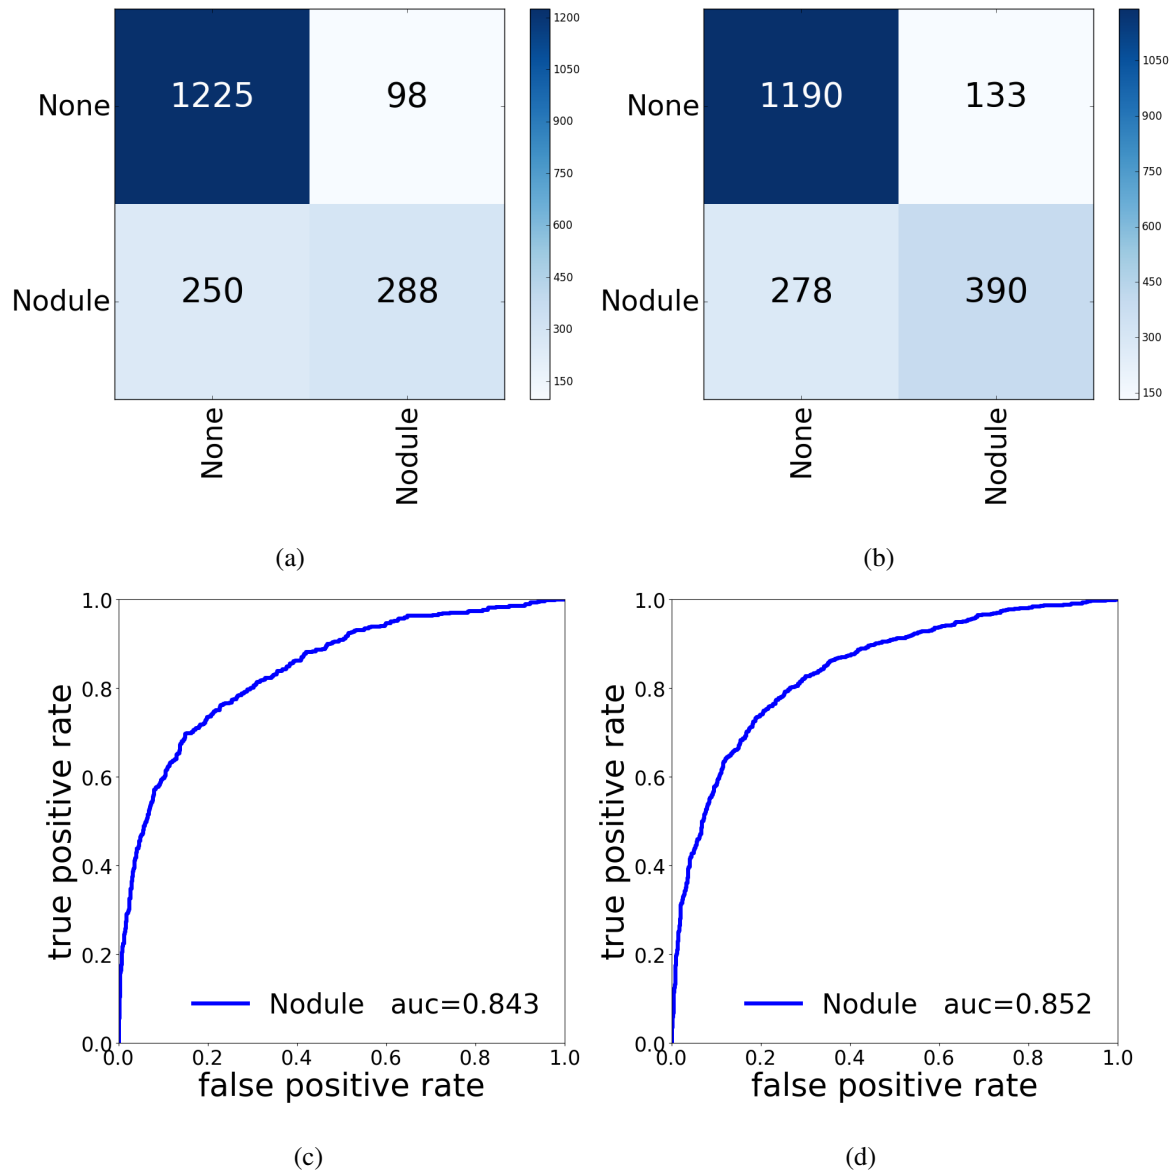 None
Nodule
1225
98
250
288
None
Nodule
1200
1050
900
750
600
450
300
150
(a)
None
Nodule
1190
133
278
390
None
Nodule
1050
900
750
600
450
300
150
(b)
true positive rate
1.0
0.8
0.6
0.4
0.2
0.0
Nodule auc=0.843
0.0 0.2 0.4 0.6 0.8 1.0
false positive rate
(c)
true positive rate
1.0
0.8
0.6
0.4
0.2
0.0
Nodule auc=0.852
0.0 0.2 0.4 0.6 0.8 1.0
false positive rate
(d)